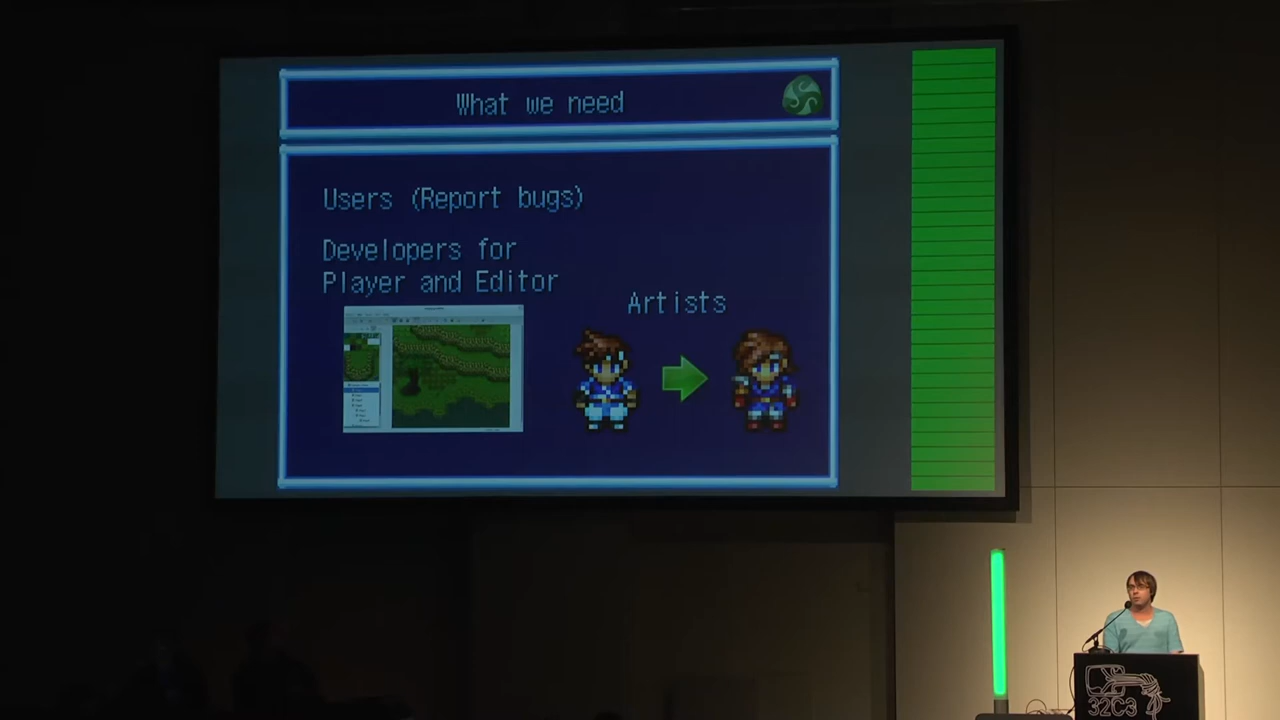 What we need
Users (Report bugs)
Developers for
Player and Editor
Artists
32C3